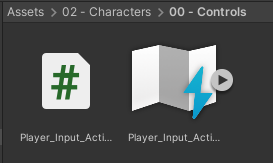 Assets > 02 - Characters > 00 - Controls
#
Player_Input_Acti... Player_Input_Acti...